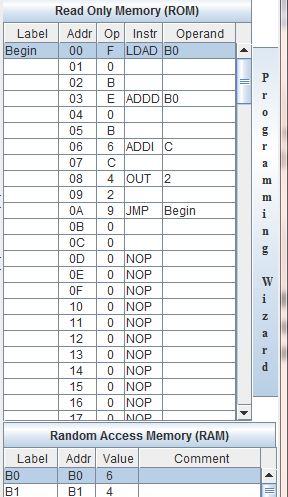 Read Only Memory (ROM)
Label Addr Op Instr Operand
Begin 00 F LDAD B0
01 0
02 B
03 E ADDD B0
04 0
05 B
06 6 ADDI C
07 C
08 4 OUT 2
09 2
0A 9 JMP Begin
0B 0
0C 0
0D 0 NOP
0E 0 NOP
0F 0 NOP
10 0 NOP
11 0 NOP
12 0 NOP
13 0 NOP
14 0 NOP
15 0 NOP
16 0 NOP
17 0 NOP
Programming Wizard
Random Access Memory (RAM)
Label Addr Value Comment
B0 B0 6
B1 B1 4